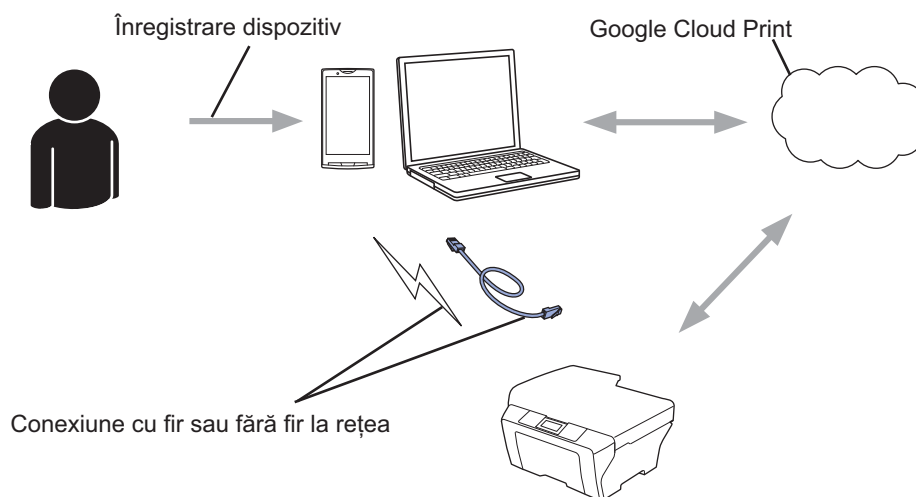 Înregistrare dispozitiv
Google Cloud Print
Conexiune cu fir sau fără fir la rețea